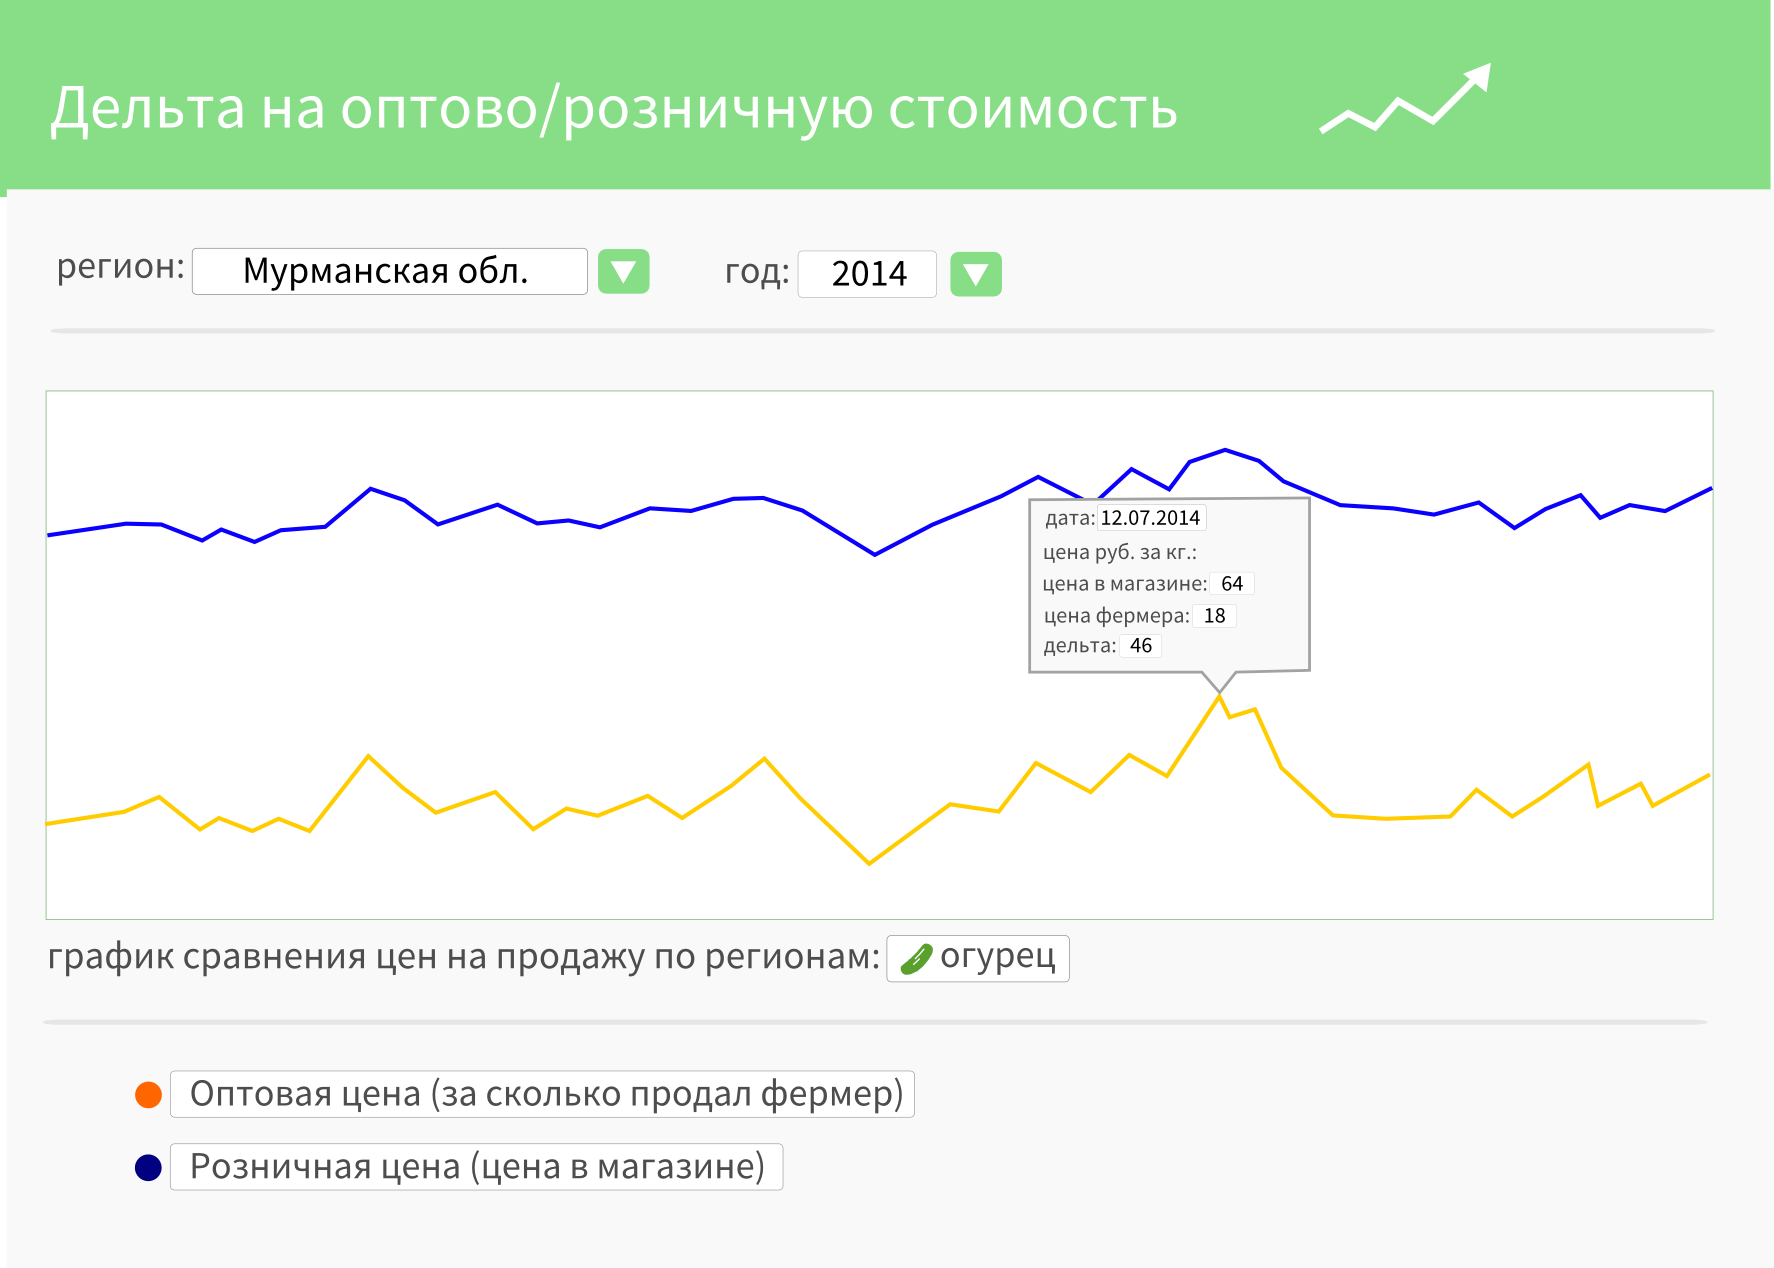 Дельта на оптово/розничную стоимость
регион: Мурманская обл. год: 2014
дата: 12.07.2014
цена руб. за кг.:
цена в магазине: 64
цена фермера: 18
дельта: 46
график сравнения цен на продажу по регионам: огурец
Оптовая цена (за сколько продал фермер)
Розничная цена (цена в магазине)